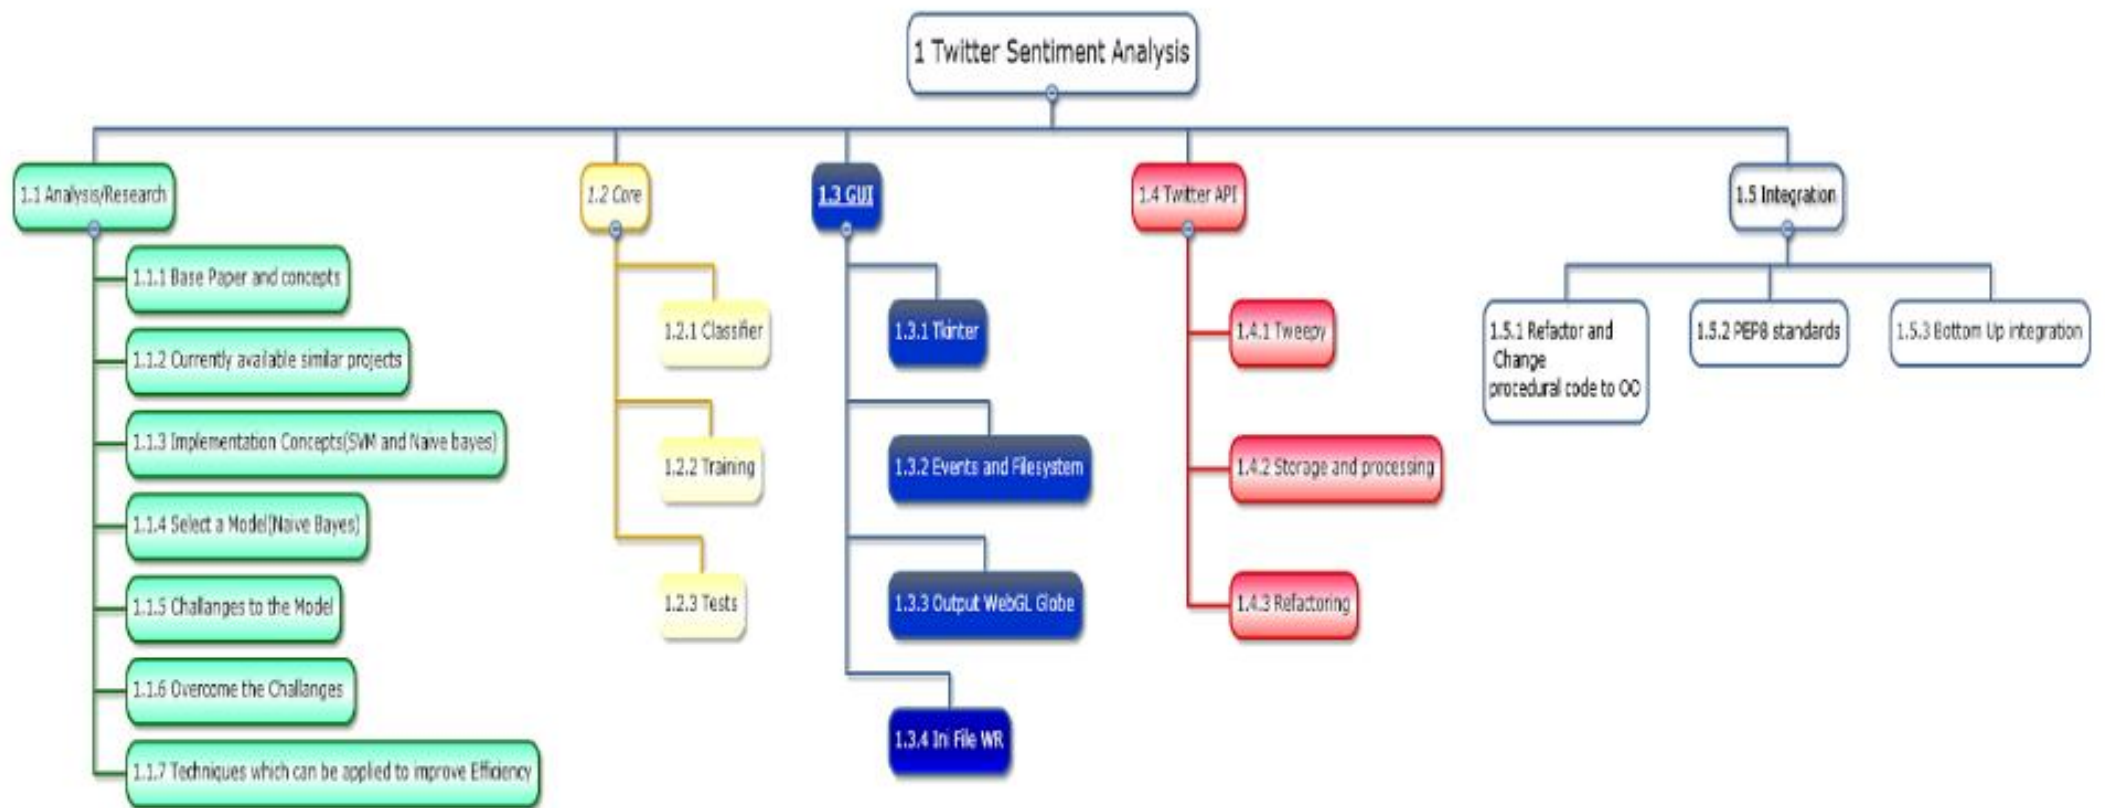 1 Twitter Sentiment Analysis
1.1 Analysis/Research
1.1.1 Base Paper and concepts
1.1.2 Currently available similar projects
1.1.3 Implementation Concepts(SVM and Naive bayes)
1.1.4 Select a Model(Naive Bayes)
1.1.5 Challanges to the Model
1.1.6 Overcome the Challanges
1.1.7 Techniques which can be applied to improve Efficiency
1.2 Core
1.2.1 Classifier
1.2.2 Training
1.2.3 Tests
1.3 GUI
1.3.1 Tkinter
1.3.2 Events and Filesystem
1.3.3 Output WebGL Globe
1.3.4 Ini File WR
1.4 Twitter API
1.4.1 Tweepy
1.4.2 Storage and processing
1.4.3 Refactoring
1.5 Integration
1.5.1 Refactor and
Change
procedural code to OO
1.5.2 PEP8 standards
1.5.3 Bottom Up integration